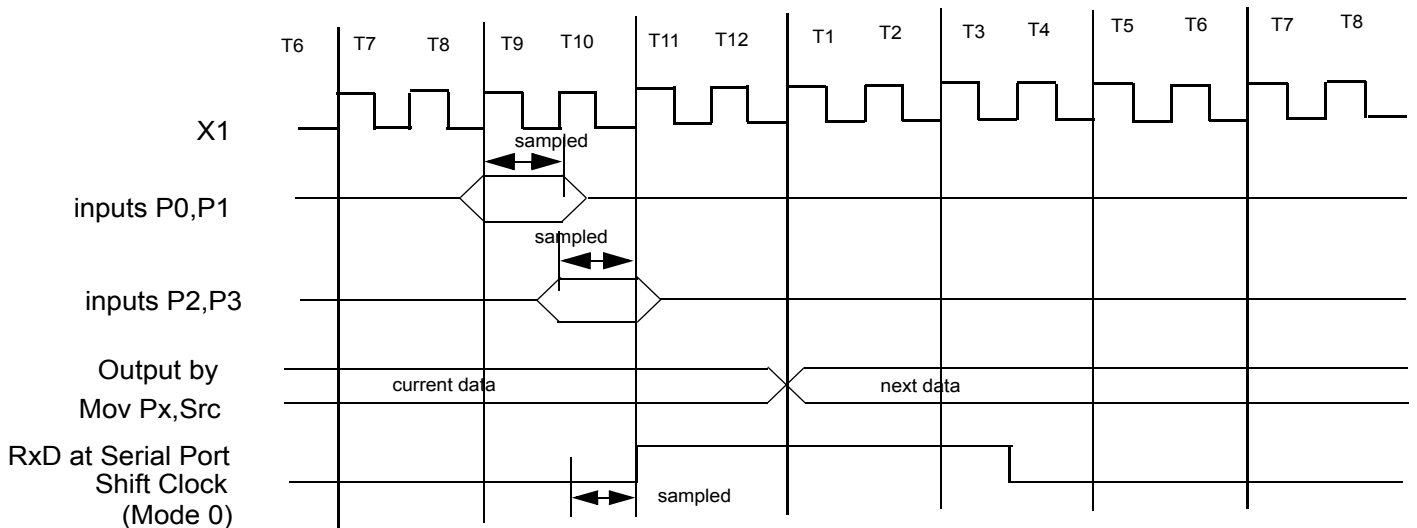 T6 T7 T8 T9 T10 T11 T12 T1 T2 T3 T4 T5 T6 T7 T8
X1
sampled
inputs P0,P1
sampled
inputs P2,P3
Output by
Mov Px,Src
current data
next data
RxD at Serial Port
Shift Clock
(Mode 0)
sampled